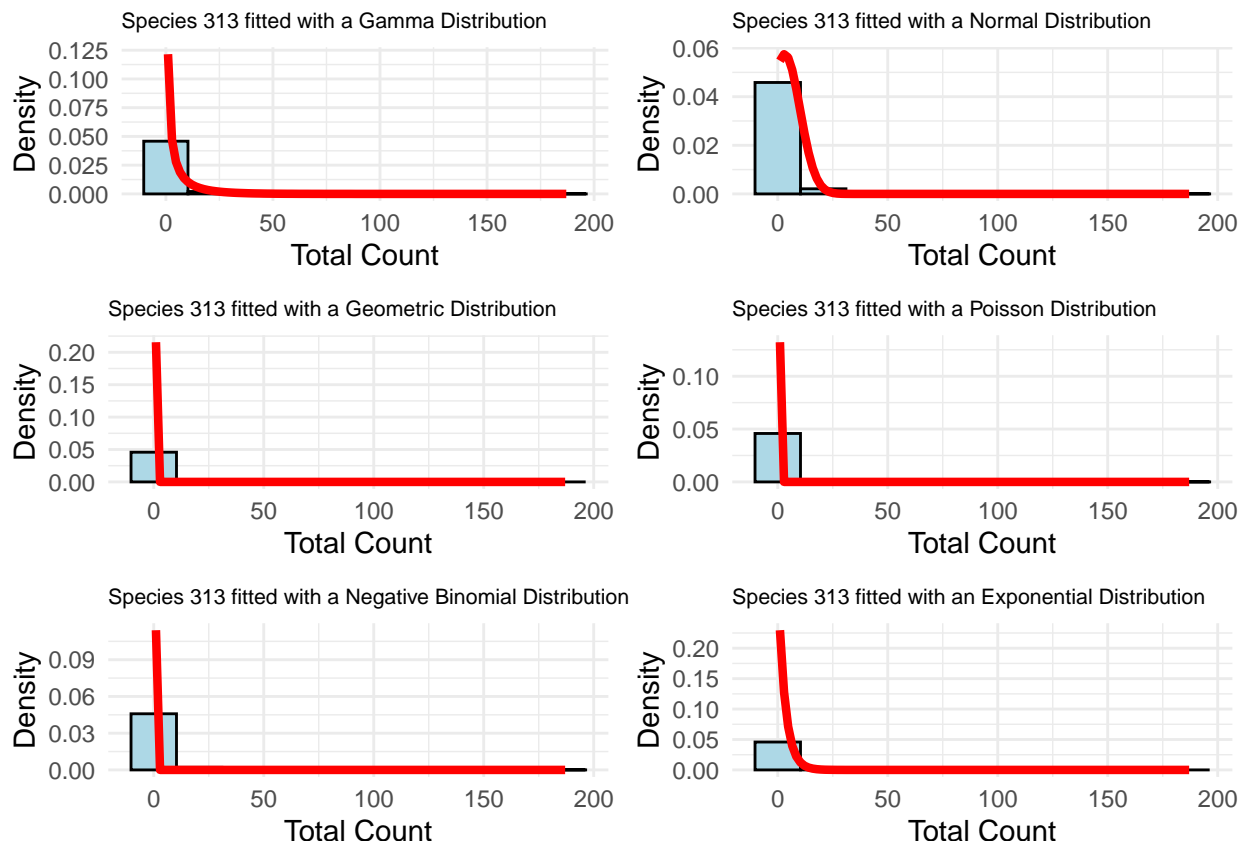 Species 313 fitted with a Gamma Distribution
0.125
0.100
0.075
0.050
0.025
0.000
Density
0 50 100 150 200
Total Count
Species 313 fitted with a Normal Distribution
0.06
0.04
0.02
0.00
Density
0 50 100 150 200
Total Count
Species 313 fitted with a Geometric Distribution
0.20
0.15
0.10
0.05
0.00
Density
0 50 100 150 200
Total Count
Species 313 fitted with a Poisson Distribution
0.10
0.05
0.00
Density
0 50 100 150 200
Total Count
Species 313 fitted with a Negative Binomial Distribution
0.09
0.06
0.03
0.00
Density
0 50 100 150 200
Total Count
Species 313 fitted with an Exponential Distribution
0.20
0.15
0.10
0.05
0.00
Density
0 50 100 150 200
Total Count